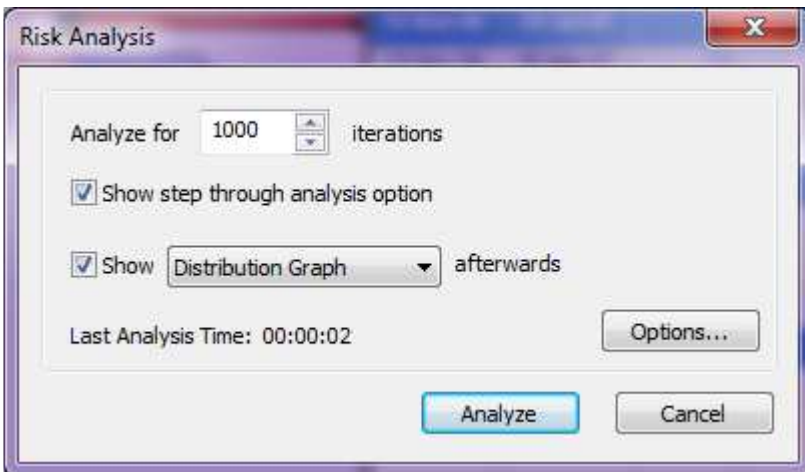 Risk Analysis
Analyze for 1000 iterations
Show step through analysis option
Show Distribution Graph afterwards
Last Analysis Time: 00:00:02
Options...
Analyze Cancel